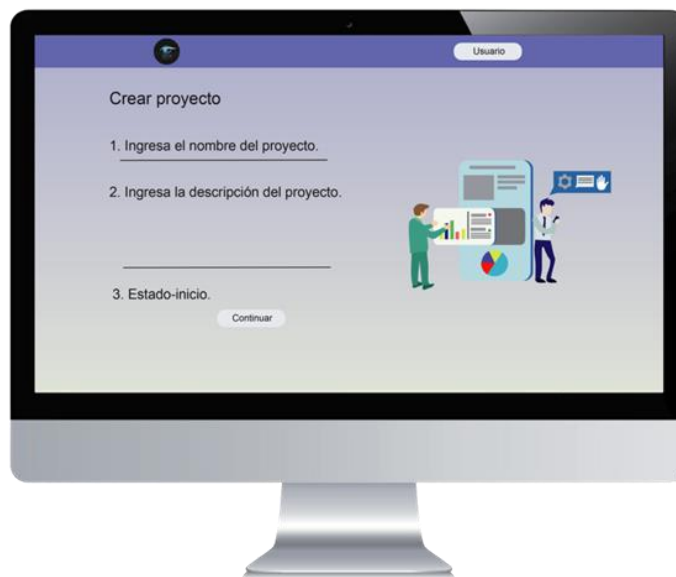 Usuario
Crear proyecto
1. Ingresa el nombre del proyecto.
2. Ingresa la descripción del proyecto.
3. Estado-inicio.
Continuar